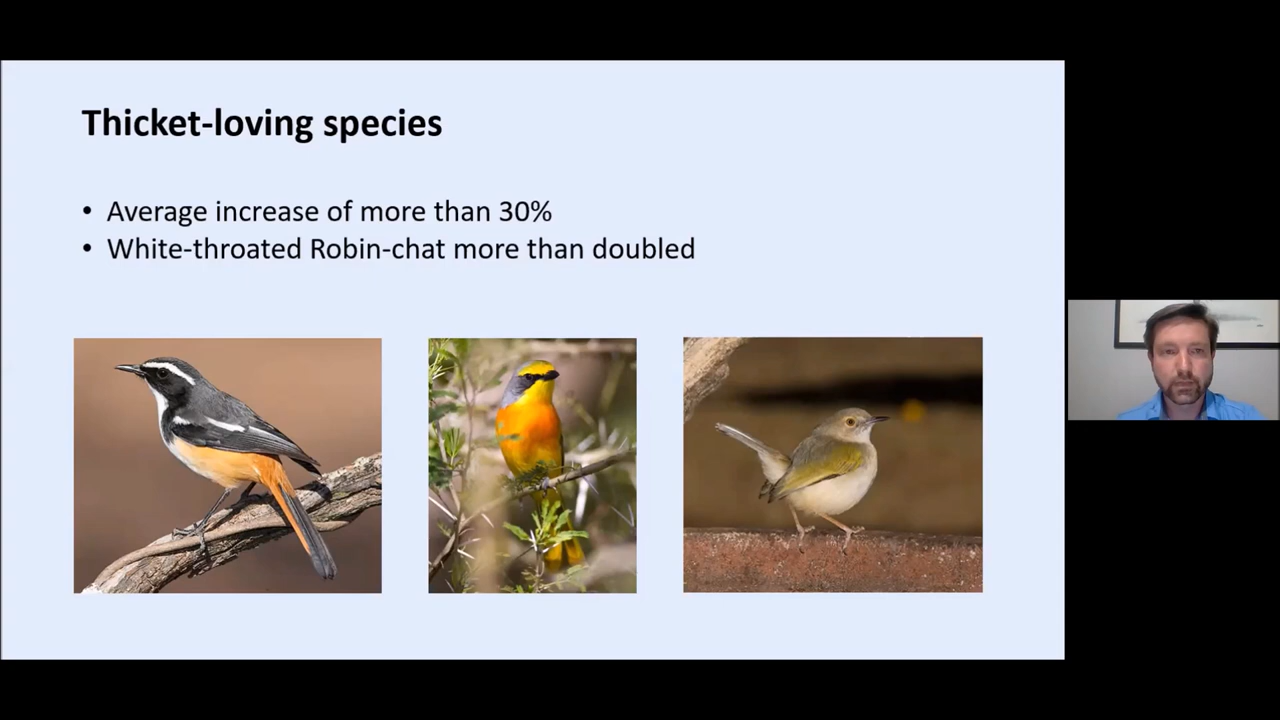 Thicket-loving species
• Average increase of more than 30%
• White-throated Robin-chat more than doubled